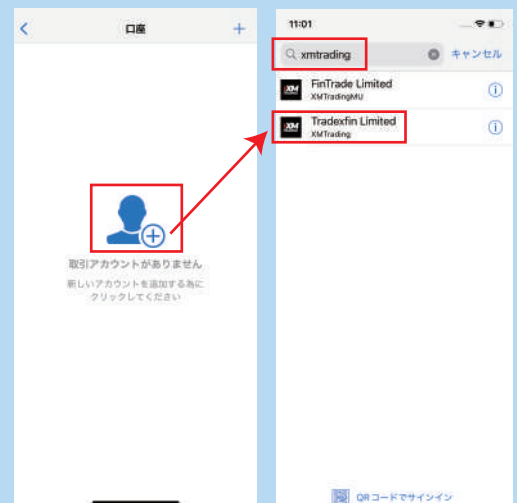 口座
取引アカウントがありません
新しいアカウントを追加する為に
クリックしてください
11:01
xmtrading
キャンセル
XM
FinTrade Limited
XMTradingMU
XM
Tradexfin Limited
XMTrading
QRコードでサインイン